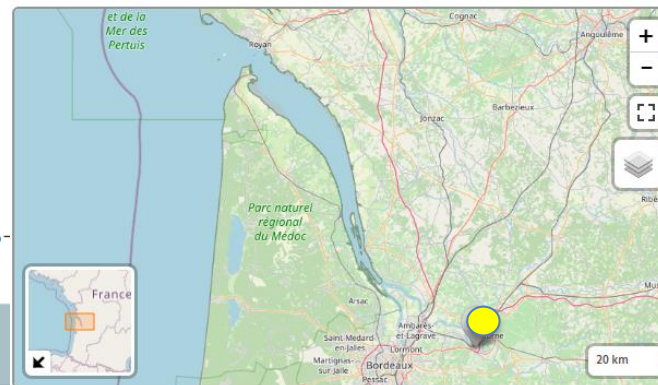 et de la
Mer des
Pertuis
Royan
Cognac
Angoulême
+
−
Barbezieux
Jonzac
Parc naturel
régional
du Médoc
France
Arsac
Ambarès-
et-Lagrave
Saint-Médard-
en-Jalles
Lormont
Martignas-
sur-Jalle
Bordeaux
Pessac
20 km